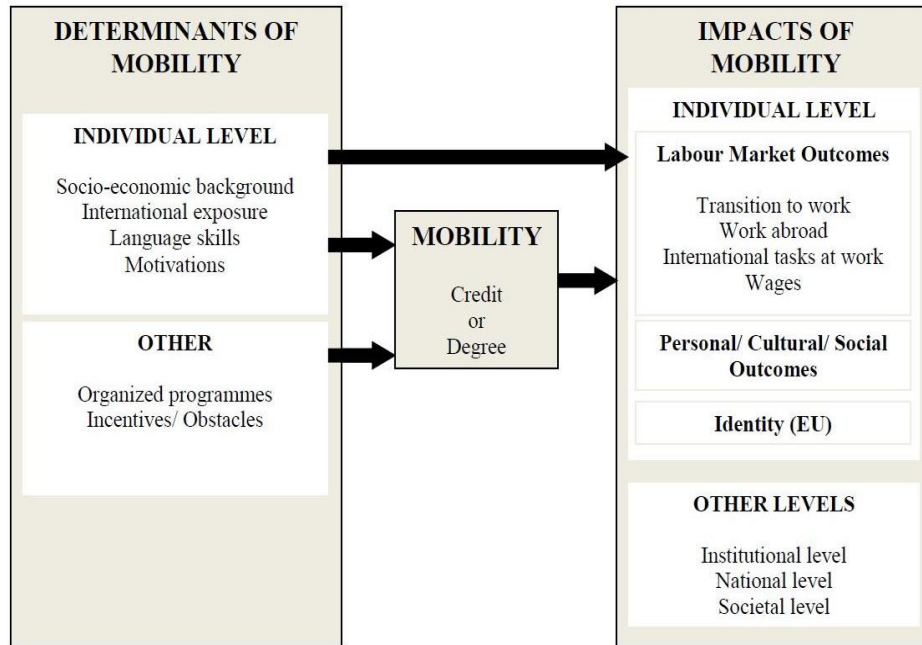 DETERMINANTS OF
MOBILITY
INDIVIDUAL LEVEL
Socio-economic background
International exposure
Language skills
Motivations
OTHER
Organized programmes
Incentives/ Obstacles
MOBILITY
Credit
or
Degree
IMPACTS OF
MOBILITY
INDIVIDUAL LEVEL
Labour Market Outcomes
Transition to work
Work abroad
International tasks at work
Wages
Personal/ Cultural/ Social
Outcomes
Identity (EU)
OTHER LEVELS
Institutional level
National level
Societal level